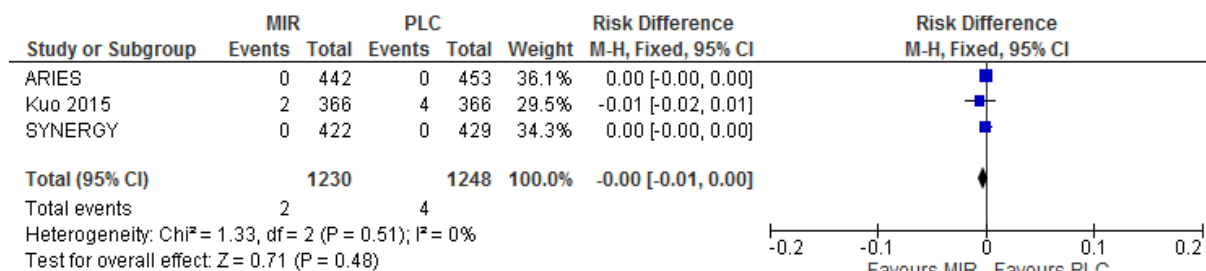 MIR PLC Risk Difference Risk Difference
Study or Subgroup Events Total Events Total Weight M-H, Fixed, 95% CI M-H, Fixed, 95% CI
ARIES 0 442 0 453 36.1% 0.00 [-0.00, 0.00]
Kuo 2015 2 366 4 366 29.5% -0.01 [-0.02, 0.01]
SYNERGY 0 422 0 429 34.3% 0.00 [-0.00, 0.00]
Total (95% CI) 1230 1248 100.0% -0.00 [-0.01, 0.00]
Total events 2 4
Heterogeneity: Chi² = 1.33, df = 2 (P = 0.51); I² = 0%
Test for overall effect: Z = 0.71 (P = 0.48)
-0.2 -0.1 0 0.1 0.2
Favours MIR Favours PLC